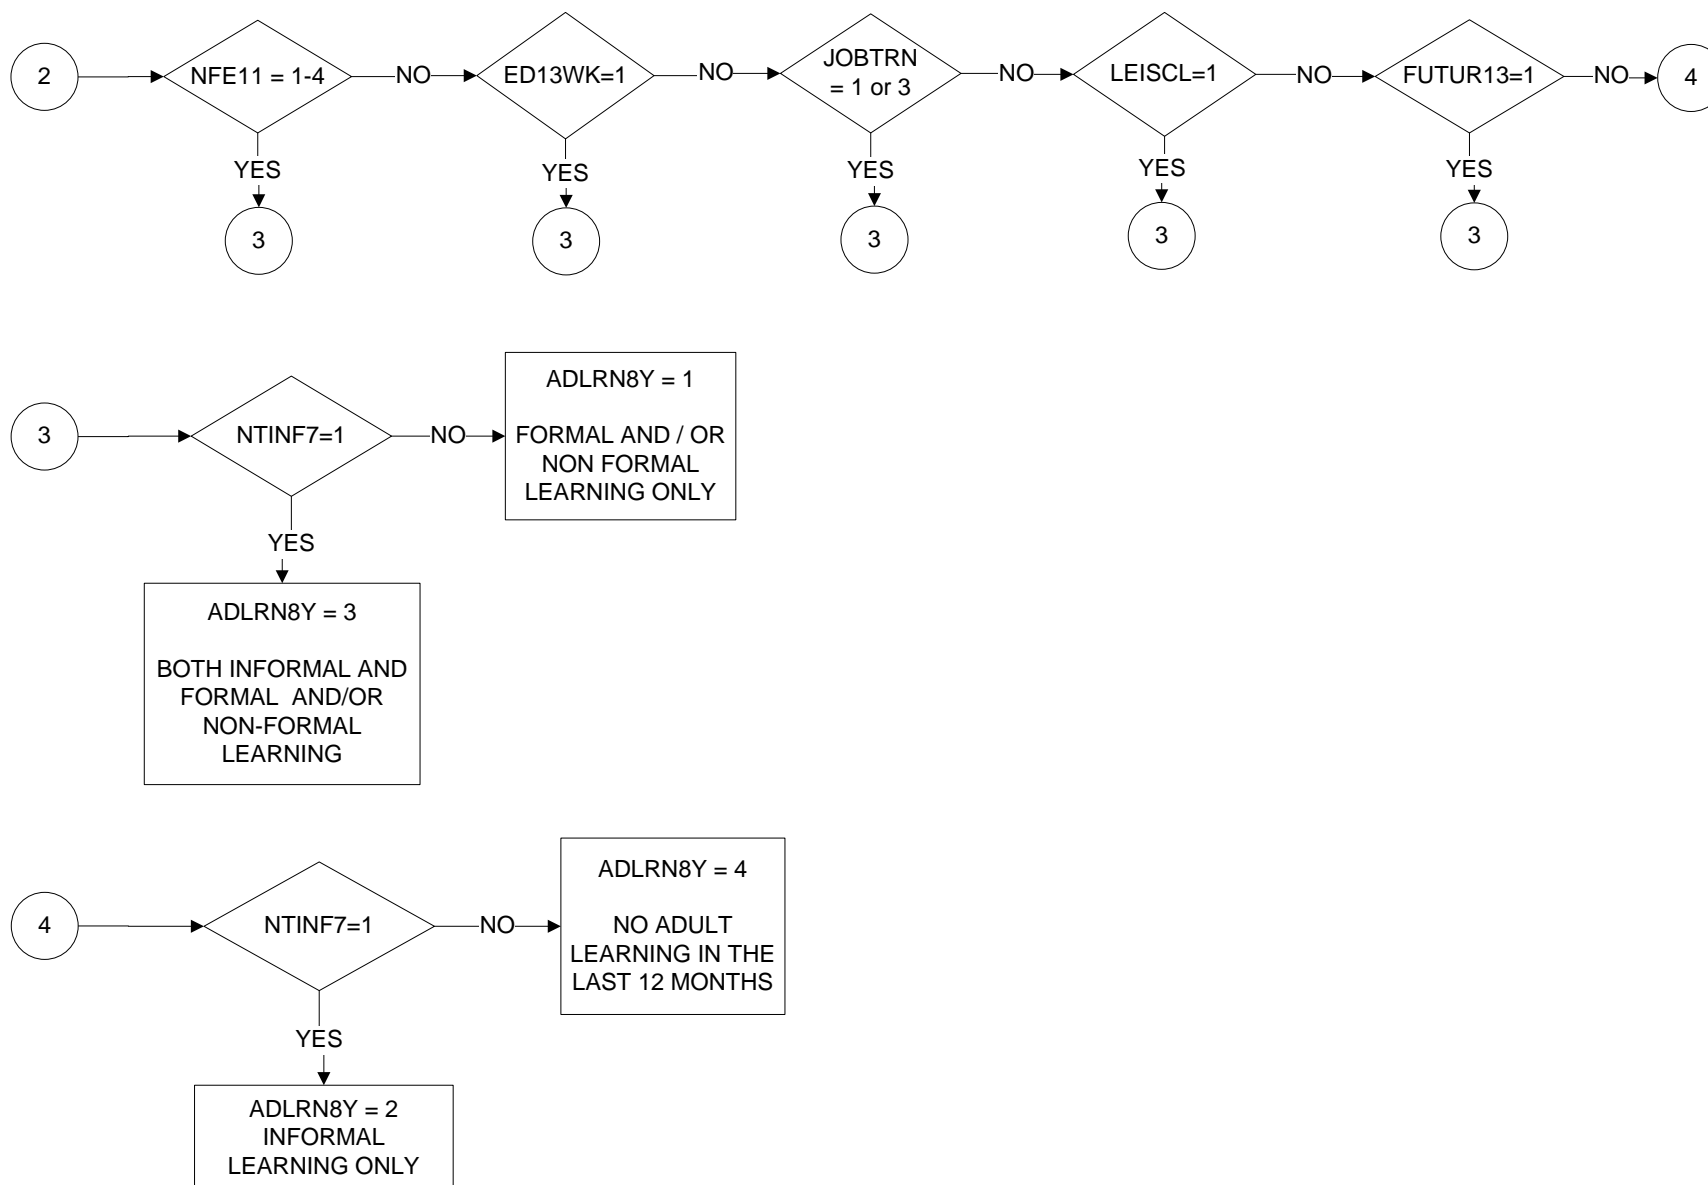 2
NFE11 = 1-4
NO
ED13WK=1
NO
JOBTRN
= 1 or 3
NO
LEISCL=1
NO
FUTUR13=1
NO
4
YES
YES
YES
YES
YES
3
3
3
3
3
3
NTINF7=1
NO
ADLRN8Y = 1
FORMAL AND / OR
NON FORMAL
LEARNING ONLY
YES
ADLRN8Y = 3
BOTH INFORMAL AND
FORMAL AND/OR
NON-FORMAL
LEARNING
4
NTINF7=1
NO
ADLRN8Y = 4
NO ADULT
LEARNING IN THE
LAST 12 MONTHS
YES
ADLRN8Y = 2
INFORMAL
LEARNING ONLY